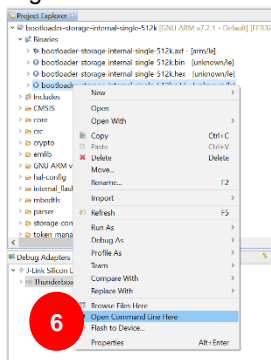 Project Explorer
bootloader-storage-internal-single-512k [GNU ARM v7.2.1 - Default] [EFR32
Binaries
bootloader-storage-internal-single-512k.axf - [arm/le]
bootloader-storage-internal-single-512k.bin - [unknown/le]
bootloader-storage-internal-single-512k.hex - [unknown/le]
Includes
CMSIS
core
crc
crypto
emlib
GNU ARM v
hal-config
internal_flash
mbedtls
parser
storage-con
token_mana
New
Open
Open With
Copy Ctrl+C
Paste Ctrl+V
Delete Delete
Move...
Rename... F2
Import
Refresh F5
Run As
Debug As
Profile As
Team
Compare With
Replace With
Browse Files Here
Open Command Line Here
Flash to Device...
Properties Alt+Enter
Debug Adapters
J-Link Silicon L
Thunderboa
6